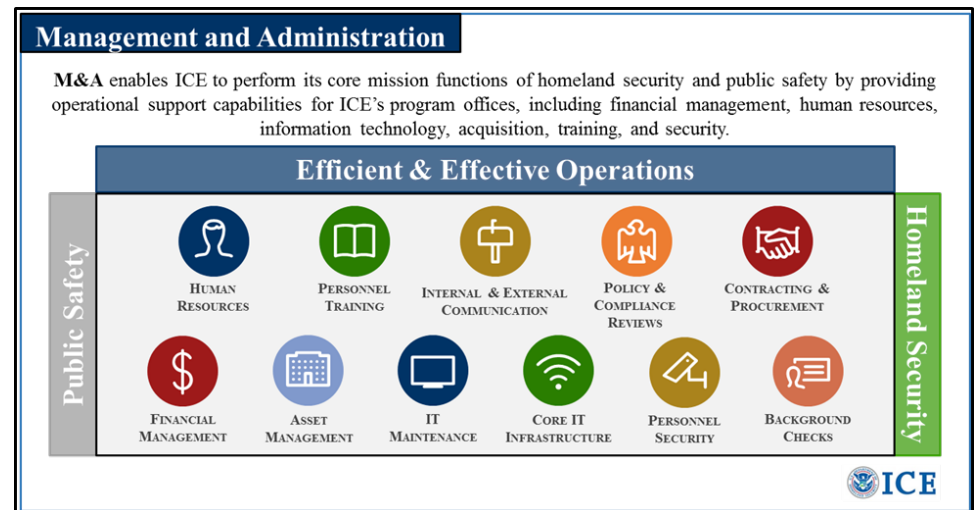 Management and Administration
M&A enables ICE to perform its core mission functions of homeland security and public safety by providing
operational support capabilities for ICE's program offices, including financial management, human resources,
information technology, acquisition, training, and security.
Efficient & Effective Operations
Public Safety
HUMAN
RESOURCES
PERSONNEL
TRAINING
INTERNAL & EXTERNAL
COMMUNICATION
POLICY &
COMPLIANCE
REVIEWS
CONTRACTING &
PROCUREMENT
FINANCIAL
MANAGEMENT
ASSET
MANAGEMENT
IT
MAINTENANCE
CORE IT
INFRASTRUCTURE
PERSONNEL
SECURITY
BACKGROUND
CHECKS
Homeland Security
ICE